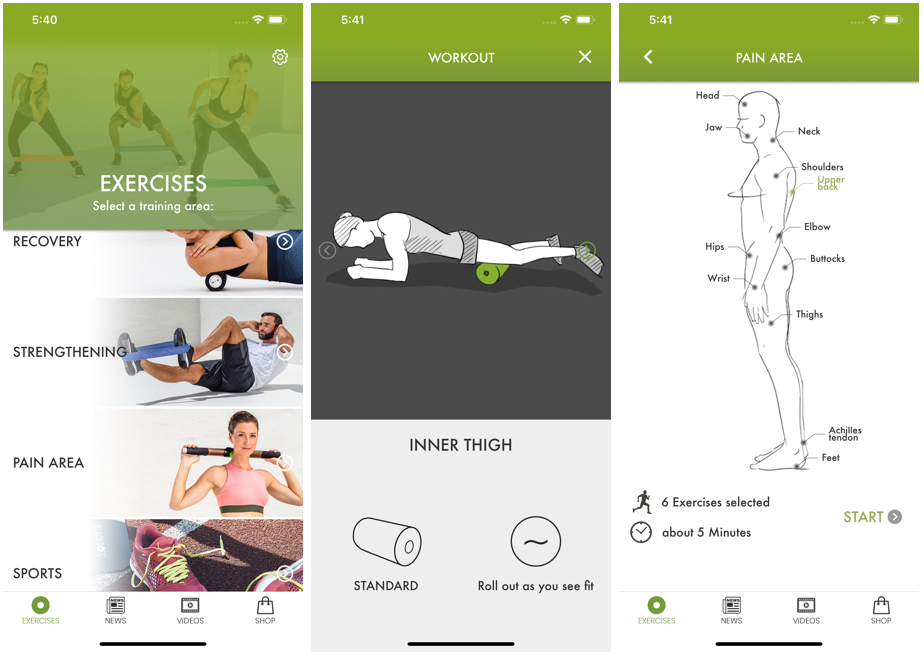 5:40
EXERCISES
Select a training area:
RECOVERY
STRENGTHENING
PAIN AREA
SPORTS
EXERCISES
NEWS
VIDEOS
SHOP
5:41
WORKOUT
INNER THIGH
STANDARD
Roll out as you see fit
5:41
PAIN AREA
Head
Jaw
Neck
Shoulders
Upper
back
Elbow
Hips
Buttocks
Wrist
Thighs
Achilles
tendon
Feet
6 Exercises selected
START
about 5 Minutes
EXERCISES
NEWS
VIDEOS
SHOP